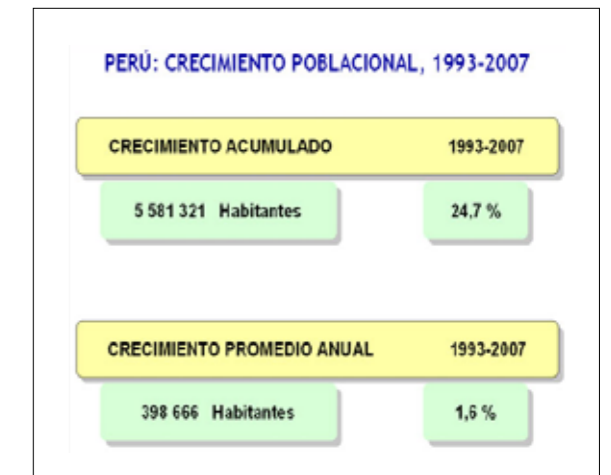 PERÚ: CRECIMIENTO POBLACIONAL, 1993-2007
CRECIMIENTO ACUMULADO 1993-2007
5 581 321 Habitantes 24,7 %
CRECIMIENTO PROMEDIO ANUAL 1993-2007
398 666 Habitantes 1,6 %